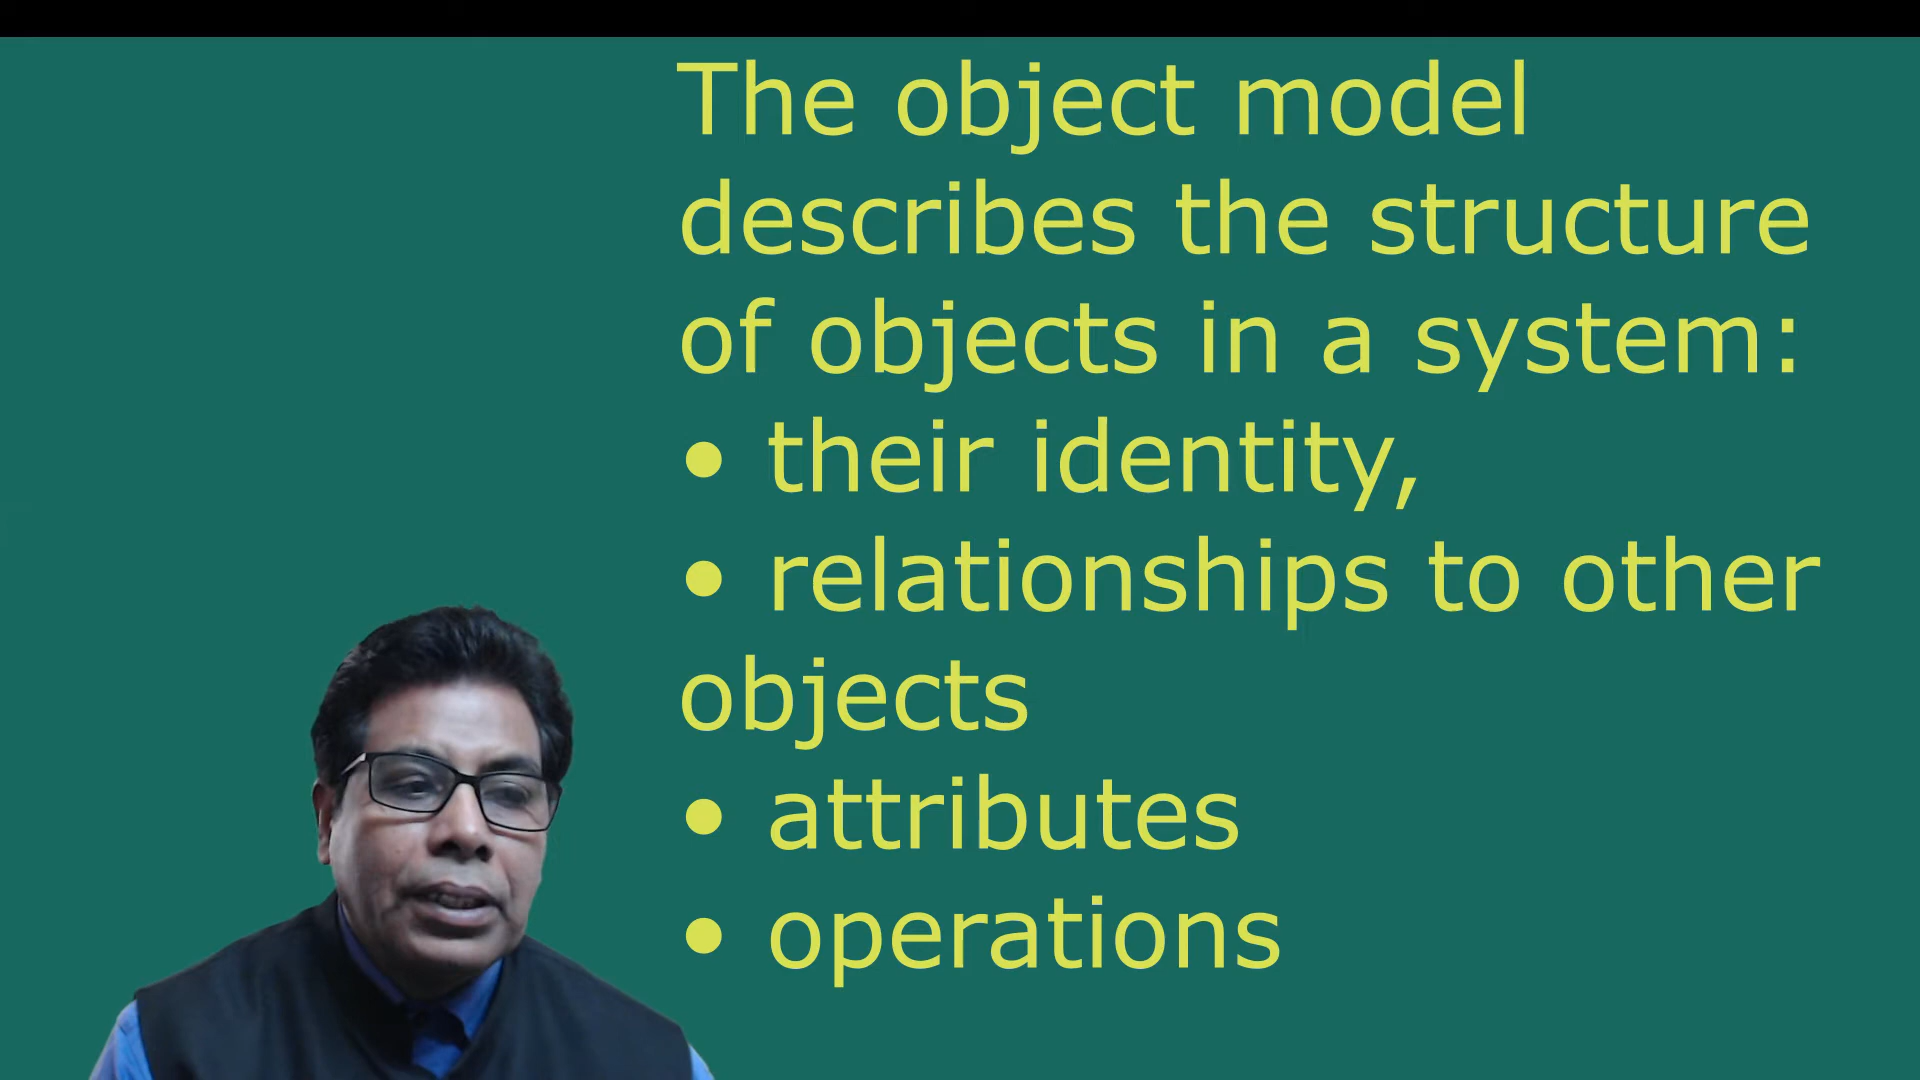 The object model
describes the structure
of objects in a system:
• their identity,
• relationships to other
objects
• attributes
• operations